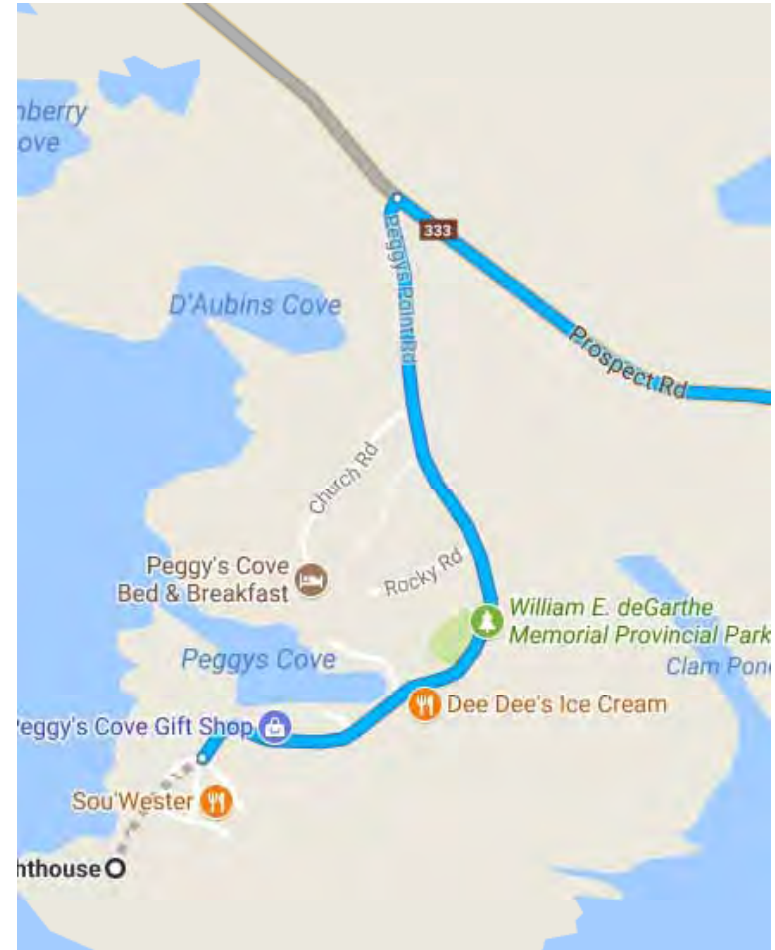 nberry
ove
333
Peggys Point Rd
D'Aubins Cove
Prospect Rd
Church Rd
Peggy's Cove
Bed & Breakfast
Rocky Rd
William E. deGarthe
Memorial Provincial Park
Peggys Cove
Clam Pond
Dee Dee's Ice Cream
eggy's Cove Gift Shop
Sou'Wester
hthouse